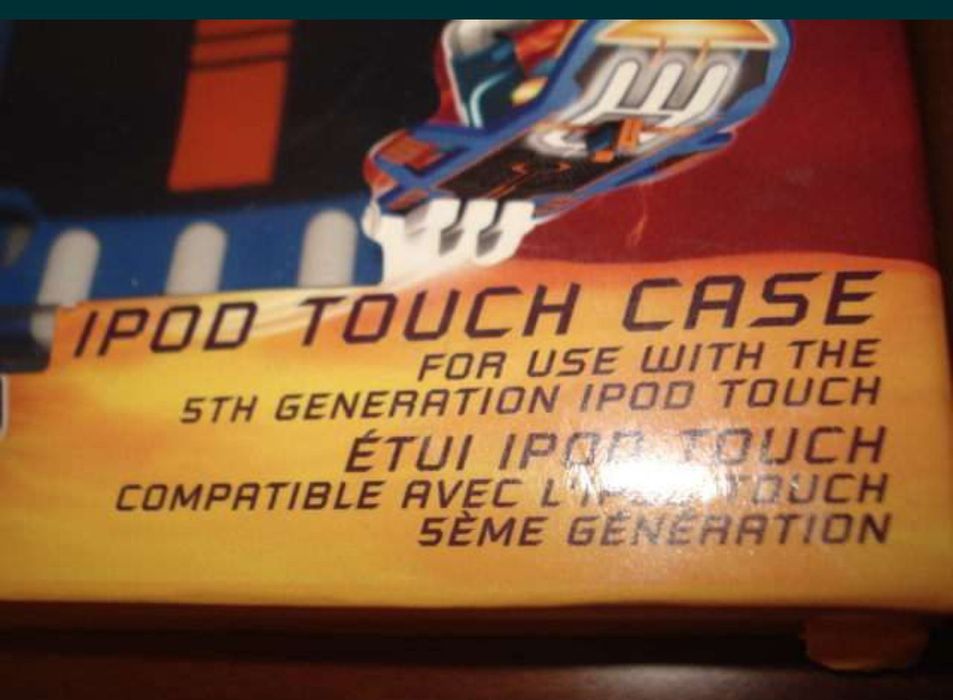 IPOD TOUCH CASE
FOR USE WITH THE
5TH GENERATION IPOD TOUCH
ÉTUI IPOD TOUCH
COMPATIBLE AVEC L'IPOD TOUCH
5ÈME GÉNÉRATION